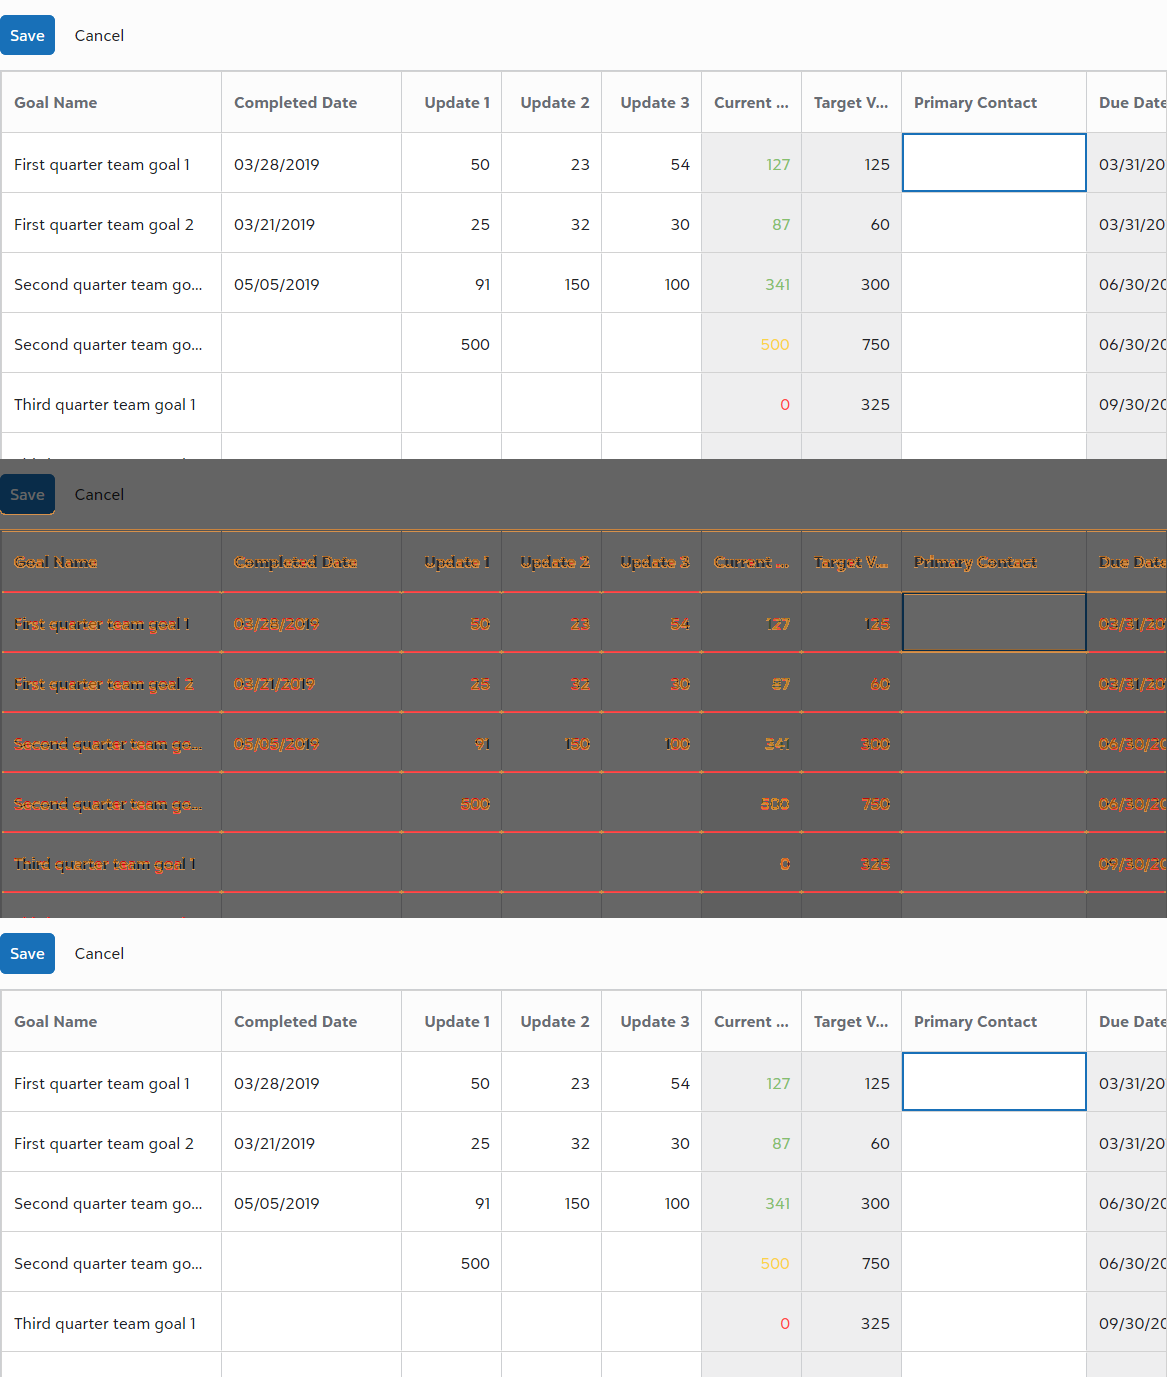 Save Cancel
Goal Name Completed Date Update 1 Update 2 Update 3 Current ... Target V... Primary Contact Due Date
First quarter team goal 1 03/28/2019 50 23 54 127 125 03/31/20
First quarter team goal 2 03/21/2019 25 32 30 87 60 03/31/20
Second quarter team go... 05/05/2019 91 150 100 341 300 06/30/20
Second quarter team go... 500 500 750 06/30/20
Third quarter team goal 1 0 325 09/30/20
Save Cancel
Goal Name Completed Date Update 1 Update 2 Update 3 Current ... Target V... Primary Contact Due Date
First quarter team goal 1 03/28/2019 50 23 54 127 125 03/31/20
First quarter team goal 2 03/21/2019 25 32 30 87 60 03/31/20
Second quarter team go... 05/05/2019 91 150 100 341 300 06/30/20
Second quarter team go... 500 500 750 06/30/20
Third quarter team goal 1 0 325 09/30/20
Save Cancel
Goal Name Completed Date Update 1 Update 2 Update 3 Current ... Target V... Primary Contact Due Date
First quarter team goal 1 03/28/2019 50 23 54 127 125 03/31/20
First quarter team goal 2 03/21/2019 25 32 30 87 60 03/31/20
Second quarter team go... 05/05/2019 91 150 100 341 300 06/30/20
Second quarter team go... 500 500 750 06/30/20
Third quarter team goal 1 0 325 09/30/20